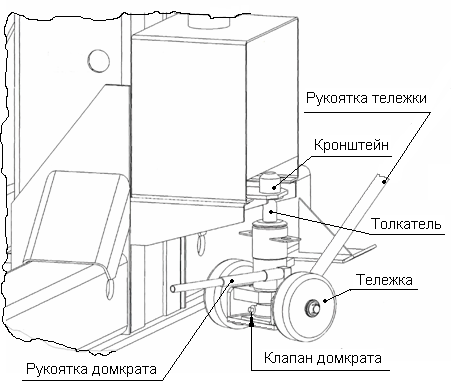 Рукоятка тележки
Кронштейн
Толкатель
Тележка
Рукоятка домкрата
Клапан домкрата